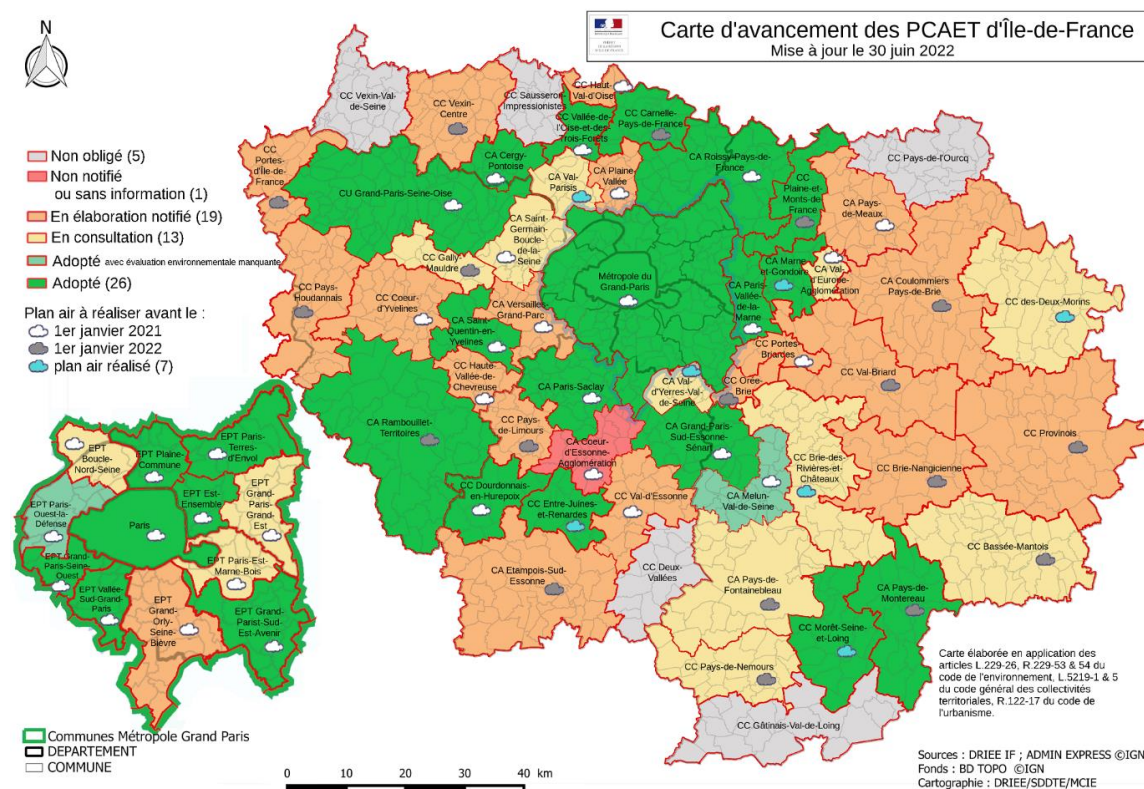 Carte d'avancement des PCAET d'Île-de-France
Mise à jour le 30 juin 2022
N
Non obligé (5)
Non notifié
ou sans information (1)
En élaboration notifié (19)
En consultation (13)
Adopté avec évaluation environnementale manquante
Adopté (26)
Plan air à réaliser avant le :
1er janvier 2021
1er janvier 2022
plan air réalisé (7)
CC Vexin-Val-
de-Seine
CC Vexin-
Centre
CC Sausseron-
Impressionistes
CC Haut-
Val-d'Oise
CC Vallée-de-
l'Oise-et-des-
Trois-Forêts
CC Carnelle-
Pays-de-France
CC
Portes-
d'Île-de-
France
CA Cergy-
Pontoise
CU Grand-Paris-Seine-Oise
CA Val-
Parisis
CA Plaine-
Vallée
CA Roissy-Pays-de-
France
CC
Plaine-et-
Monts-de-
France
CC Pays-de-l'Ourcq
CA Pays-
de-Meaux
CA Saint-
Germain-
Boucle-
de-la-
Seine
CC Gally-
Mauldre
Métropole du
Grand-Paris
CA Marne-
et-Gondoire
CA Val-
d'Europe-
Agglomération
CA Coulommiers
Pays-de-Brie
CC des-Deux-Morins
CC Pays-
Houdannais
CC Coeur-
d'Yvelines
CA Versailles-
Grand-Parc
CA Saint-
Quentin-en-
Yvelines
CA Paris-
Vallée-
de-la
Marne
CC Portes-
Briardes
CC Orée-
Brie
CC Val-Briard
CC Haute-
Vallée-de-
Chevreuse
CA Paris-Saclay
CA Val-
d'Yerres-Val-
de-Seine
CA Rambouillet-
Territoires
CC Pays-
de-Limours
CA Coeur-
d'Essonne-
Agglomération
CA Grand-Paris-
Sud-Essonne-
Sénart
CC Provinois
CC Brie-des-
Rivières-et-
Châteaux
CC Brie-Nangicienne
CC Dourdonnais-
en-Hurepoix
CC Entre-Juines-
et-Renardes
CC Val-d'Essonne
CA Melun-
Val-de-Seine
CC Bassée-Mantois
CA Etampois-Sud-
Essonne
CC Deux-
Vallées
CA Pays-de-
Fontainebleau
CA Pays-de-
Montereau
CC Morêt-Seine-
et-Loing
CC Pays-de-Nemours
CC Gâtinais-Val-de-Loing
EPT
Boucle-
Nord-Seine
EPT Plaine-
Commune
EPT Paris-
Terres-
d'Envol
EPT Paris-
Ouest-la-
Défense
EPT Est-
Ensemble
EPT
Grand-
Paris-
Grand-
Est
Paris
EPT Grand-
Paris-Seine-
Ouest
EPT Paris-Est-
Marne-Bois
EPT Vallée-
Sud-Grand-
Paris
EPT
Grand-
Orly-
Seine-
Bièvre
EPT Grand-
Parist-Sud-
Est-Avenir
Carte élaborée en application des
articles L.229-26, R.229-53 & 54 du
code de l'environnement, L.5219-1 & 5
du code général des collectivités
territoriales, R.122-17 du code de
l'urbanisme.
Communes Métropole Grand Paris
DEPARTEMENT
COMMUNE
0 10 20 30 40 km
Sources : DRIEE IF ; ADMIN EXPRESS ©IGN
Fonds : BD TOPO ©IGN
Cartographie : DRIEE/SDDTE/MCIE